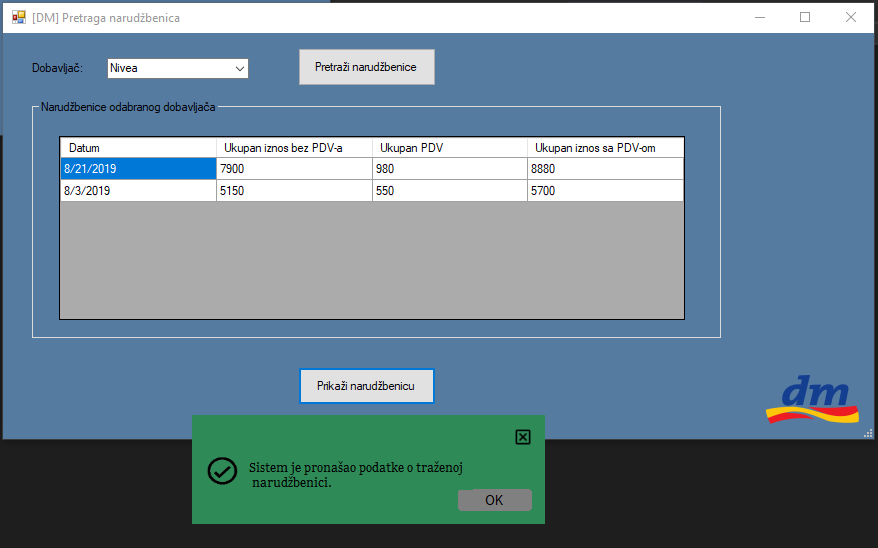 [DM] Pretraga narudžbenica
Dobavljač: Nivea Pretraži narudžbenice
Narudžbenice odabranog dobavljača
Datum Ukupan iznos bez PDV-a Ukupan PDV Ukupan iznos sa PDV-om
8/21/2019 7900 980 8880
8/3/2019 5150 550 5700
Prikaži narudžbenicu
dm
Sistem je pronašao podatke o traženoj
narudžbenici.
OK